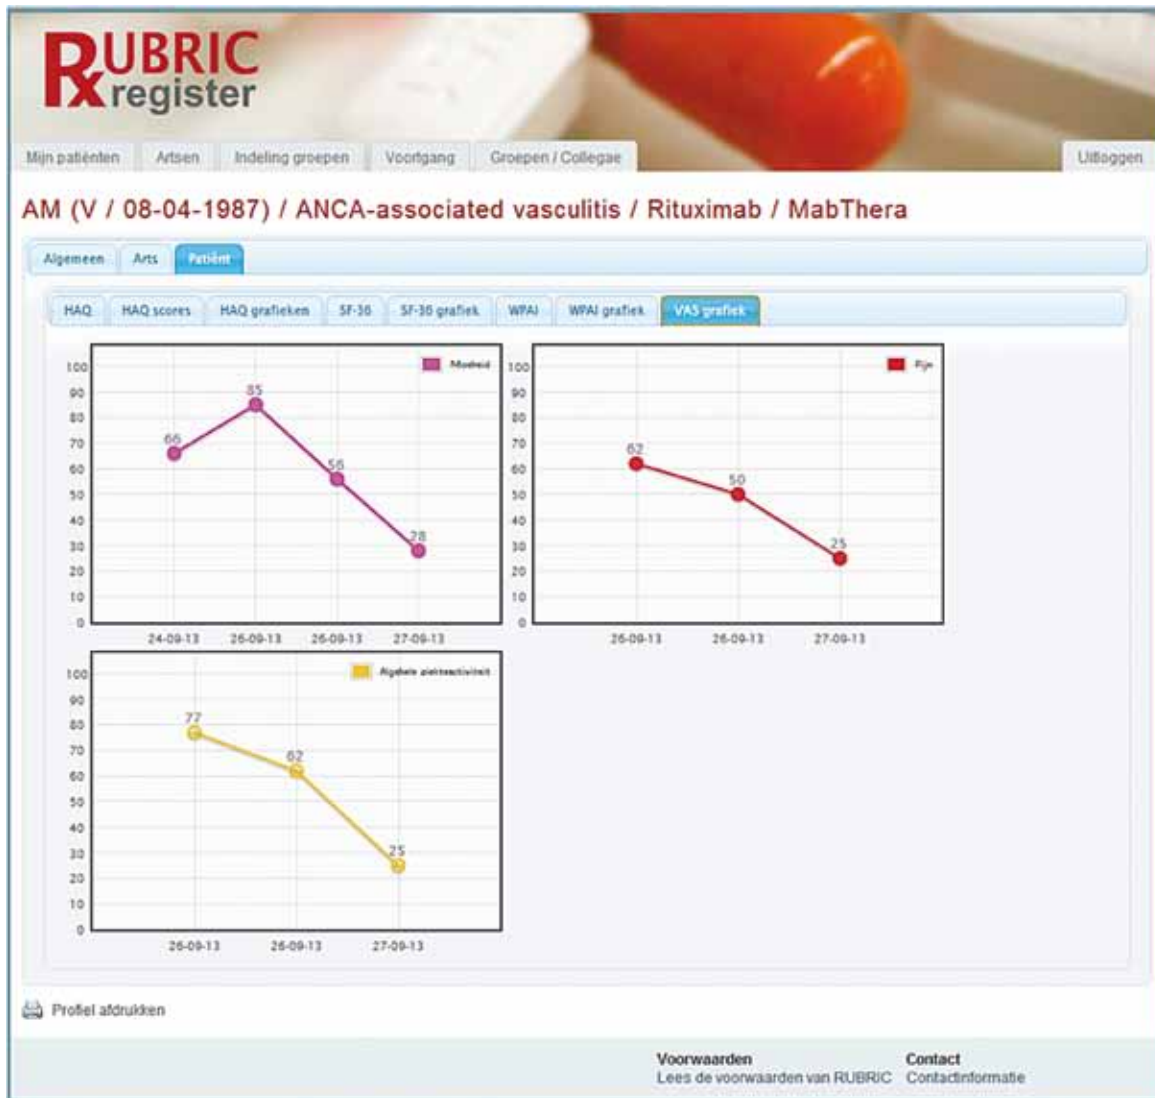 RUBRIC
Rx register
Mijn patiënten Artsen Indeling groepen Voortgang Groepen / Collegae Uitloggen
AM (V / 08-04-1987) / ANCA-associated vasculitis / Rituximab / MabThera
Algemeen Arts Patiënt
HAQ HAQ scores HAQ grafieken SF-36 SF-36 grafiek WPAI WPAI grafiek VAS grafiek
Moeheid
100
90
80
70
60
50
40
30
20
10
0
66
85
56
28
24-09-13 26-09-13 26-09-13 27-09-13
Pijn
100
90
80
70
60
50
40
30
20
10
0
62
50
25
26-09-13 26-09-13 27-09-13
Algehele ziekteactiviteit
100
90
80
70
60
50
40
30
20
10
0
77
62
25
26-09-13 26-09-13 27-09-13
Profiel afdrukken
Voorwaarden Contact
Lees de voorwaarden van RUBRIC Contactinformatie